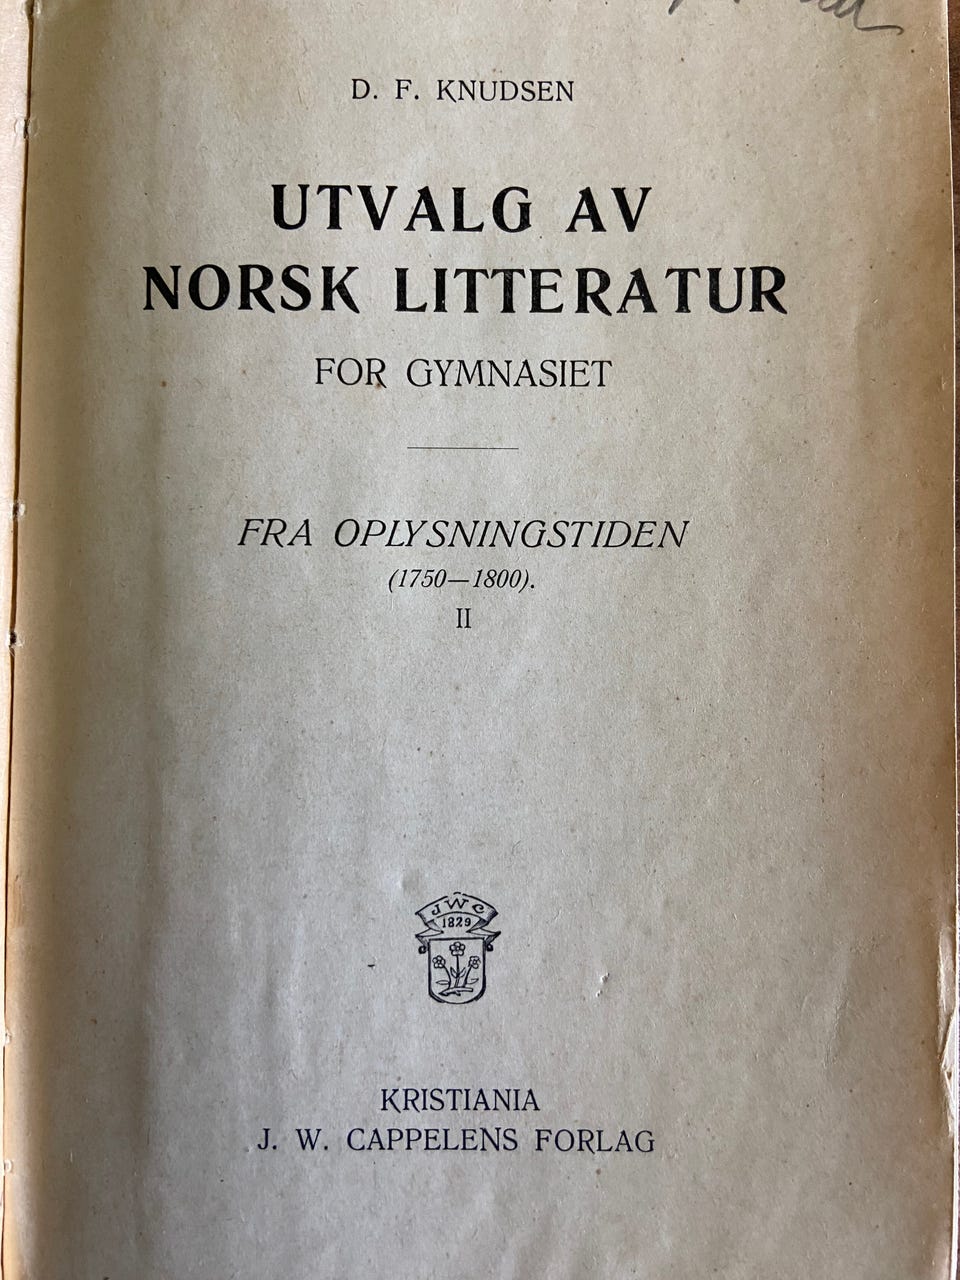 D. F. KNUDSEN
UTVALG AV
NORSK LITTERATUR
FOR GYMNASIET
FRA OPLYSNINGSTIDEN
(1750—1800).
II
JWC
1829
KRISTIANIA
J. W. CAPPELENS FORLAG